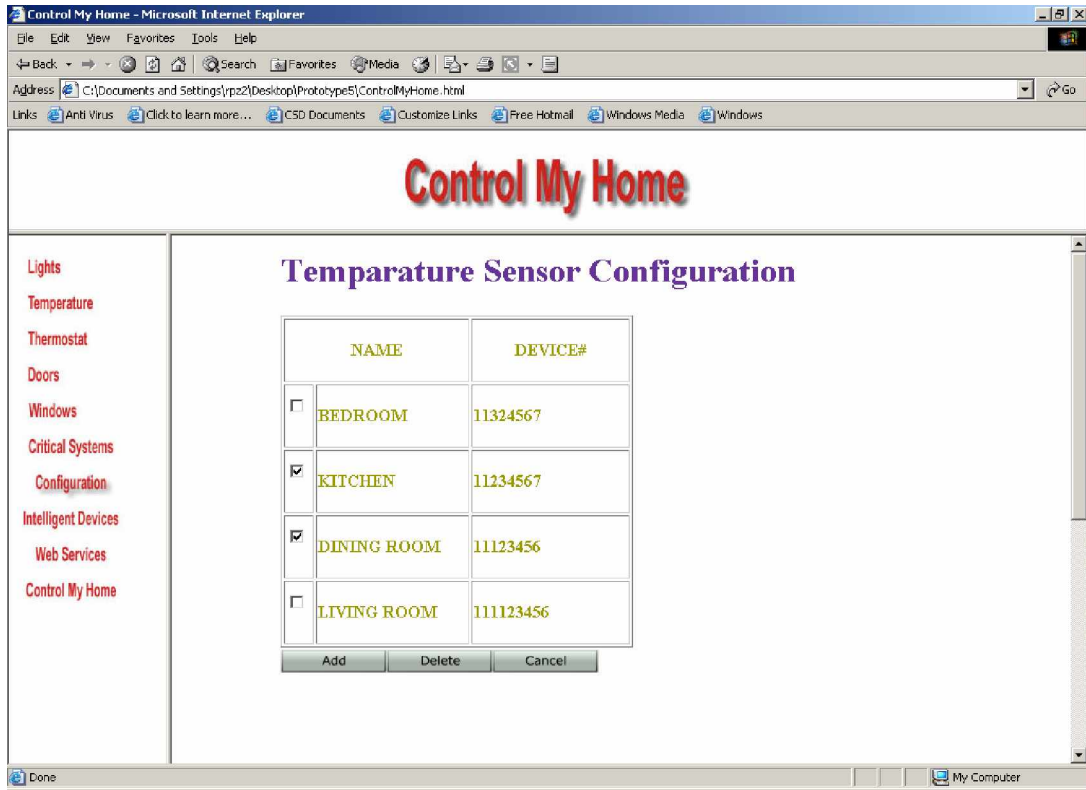 Control My Home - Microsoft Internet Explorer
File Edit View Favorites Tools Help
Back Search Favorites Media
Address C:\Documents and Settings\rpz2\Desktop\Prototype5\ControlMyHome.html Go
Links Anti Virus Click to learn more... CSD Documents Customize Links Free Hotmail Windows Media Windows
Control My Home
Lights
Temperature
Thermostat
Doors
Windows
Critical Systems
Configuration
Intelligent Devices
Web Services
Control My Home
Temparature Sensor Configuration
NAME DEVICE#
BEDROOM 11324567
KITCHEN 11234567
DINING ROOM 11123456
LIVING ROOM 111123456
Add Delete Cancel
Done My Computer